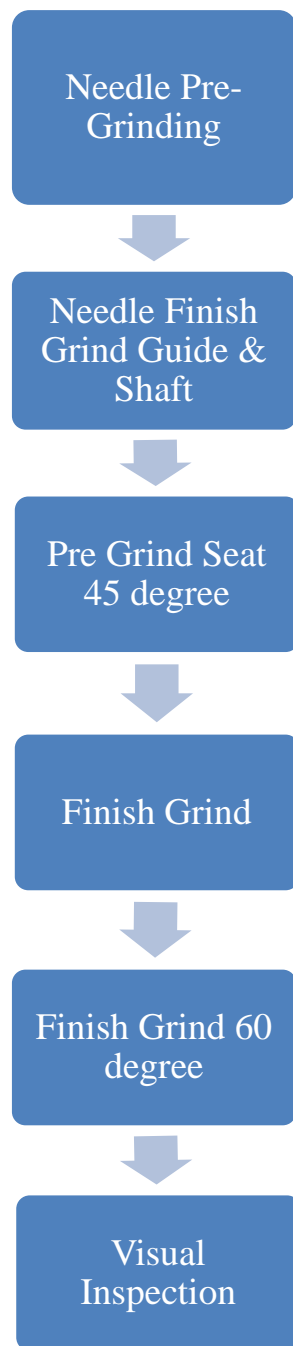 Needle Pre-
Grinding
Needle Finish
Grind Guide &
Shaft
Pre Grind Seat
45 degree
Finish Grind
Finish Grind 60
degree
Visual
Inspection